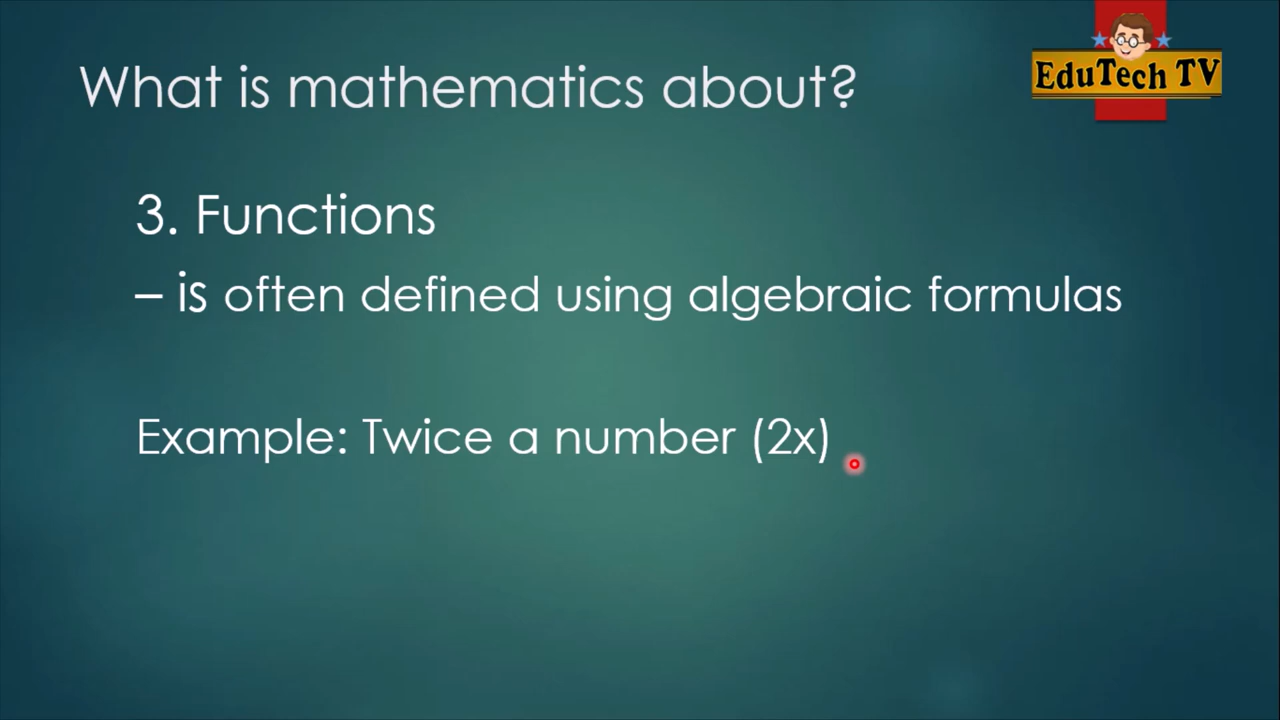 EduTech TV
What is mathematics about?
3. Functions
– is often defined using algebraic formulas
Example: Twice a number (2x)